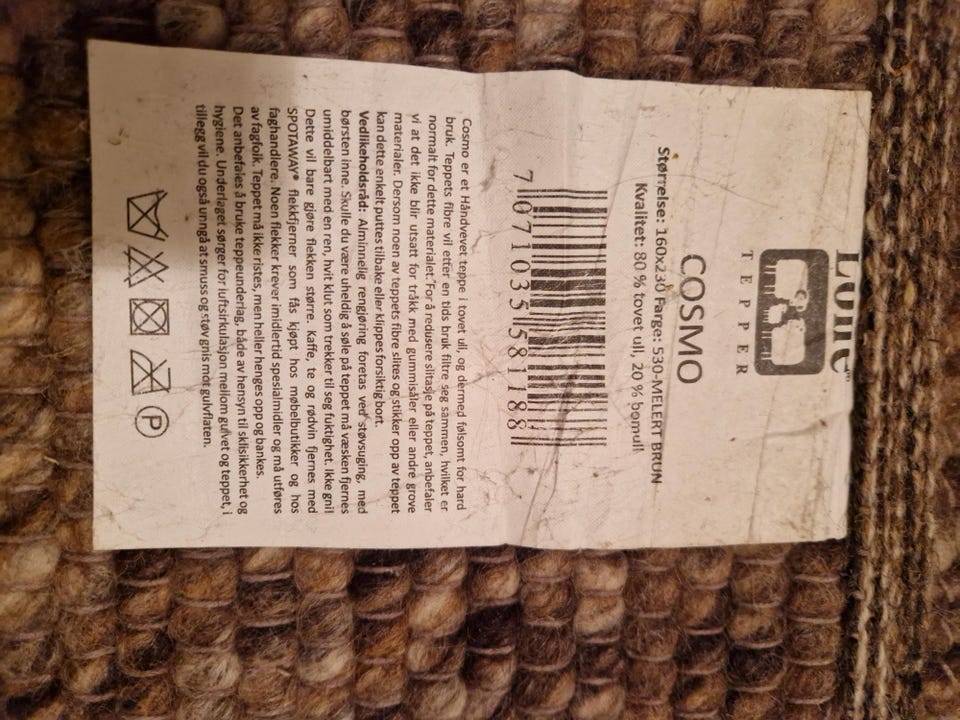 TEPPER
COSMO
Størrelse: 160x230 Farge: 530-MELERT BRUN
Kvalitet: 80 % tovet ull, 20 % bomull
7 071035 158118 8
Cosmo er et Håndvevet teppe i tovet ull, og dermed følsomt for hard
bruk. Teppets fibre vil etter en tids bruk filtre seg sammen, hvilket er
normalt for dette materialet. For å redusere slitasje på teppet, anbefaler
vi at det ikke blir utsatt for tråkk med gummisåler eller andre grove
materialer. Dersom noen av teppets fibre slites og stikker opp av teppet
kan dette enkelt puttes tilbake eller klippes forsiktig bort.
Vedlikeholdsråd: Alminnelig rengjøring foretas ved støvsuging, med
børsten inne. Skulle du være uheldig å søle på teppet må væsken fjernes
umiddelbart med en ren, hvit klut som trekker til seg fuktighet. Ikke gni!
Dette vil bare gjøre flekken større. Kaffe, te og rødvin fjernes med
SPOTAWAY® flekkfjerner som fås kjøpt hos møbelbutikker og hos
faghandlere. Noen flekker krever imidlertid spesialmidler og må utføres
av fagfolk. Teppet må ikke ristes, men heller henges opp og bankes.
Det anbefales å bruke teppeunderlag, både av hensyn til sklisikkerhet og
hygiene. Underlaget sørger for luftsirkulasjon mellom gulvet og teppet, i
tillegg vil du også unngå at smuss og støv gnis mot gulvflaten.
P